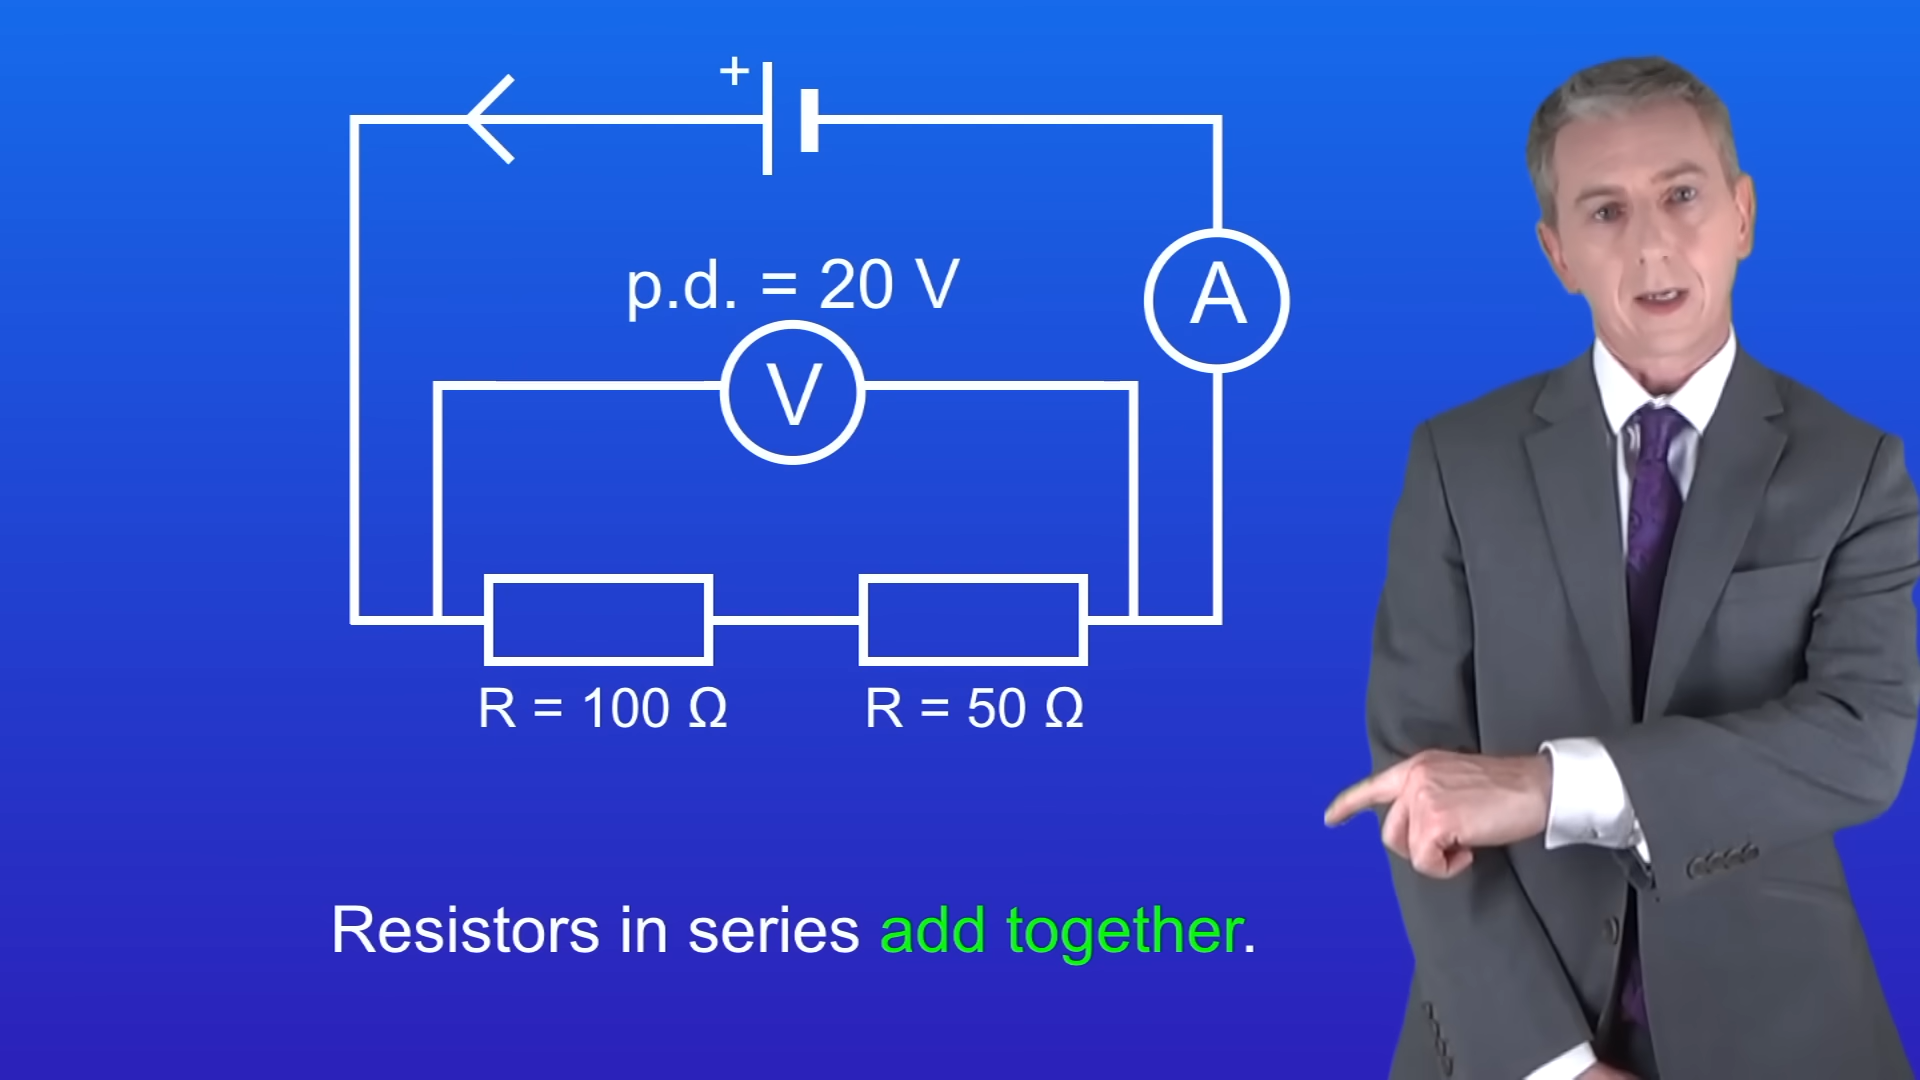 +
p.d. = 20 V
A
V
R = 100 Ω
R = 50 Ω
Resistors in series add together.